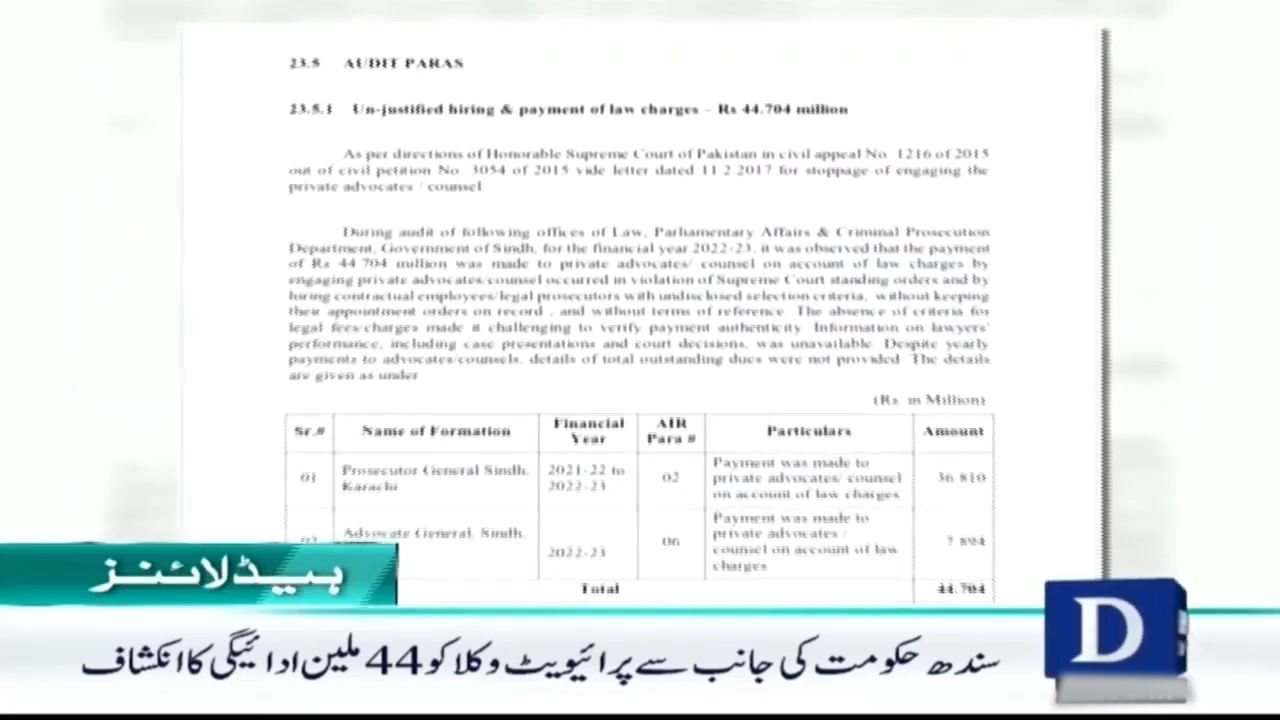 23.5 AUDIT PARAS
23.5.1 Un-justified hiring & payment of law charges – Rs 44.704 million
As per directions of Honorable Supreme Court of Pakistan in civil appeal No. 1216 of 2015
out of civil petition No. 3054 of 2015 vide letter dated 11.2.2017 for stoppage of engaging the
private advocates / counsel
During audit of following offices of Law, Parliamentary Affairs & Criminal Prosecution
Department, Government of Sindh, for the financial year 2022-23, it was observed that the payment
of Rs 44.704 million was made to private advocates/ counsel on account of law charges by
engaging private advocates/counsel occurred in violation of Supreme Court standing orders and by
hiring contractual employees/legal prosecutors with undisclosed selection criteria, without keeping
their appointment orders on record , and without terms of reference. The absence of criteria for
legal fees/charges made it challenging to verify payment authenticity. Information on lawyers'
performance, including case presentations and court decisions, was unavailable. Despite yearly
payments to advocates/counsels, details of total outstanding dues were not provided. The details
are given as under
(Rs. in Million)
Sr.# Name of Formation Financial Year AIR Para # Particulars Amount
01 Prosecutor General Sindh, Karachi 2021-22 to 2022-23 02 Payment was made to private advocates/ counsel on account of law charges 36.810
02 Advocate General, Sindh, 2022-23 06 Payment was made to private advocates / counsel on account of law charges 7.894
Total 44.704
ہیڈلائنز
سندھ حکومت کی جانب سے پرائیویٹ وکلا کو 44 ملین ادائیگی کا انکشاف
D